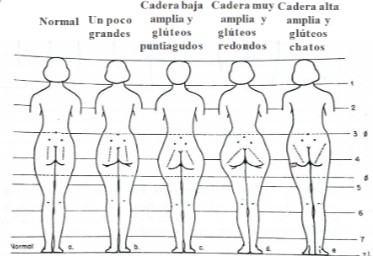 Normal
Un poco
grandes
Cadera baja
amplia y
glúteos
puntiagudos
Cadera muy
amplia y
glúteos
redondos
Cadera alta
amplia y
glúteos
chatos
1
2
3 ø
4
ø
5
6
7
Normal
a.
b.
c.
d.
e